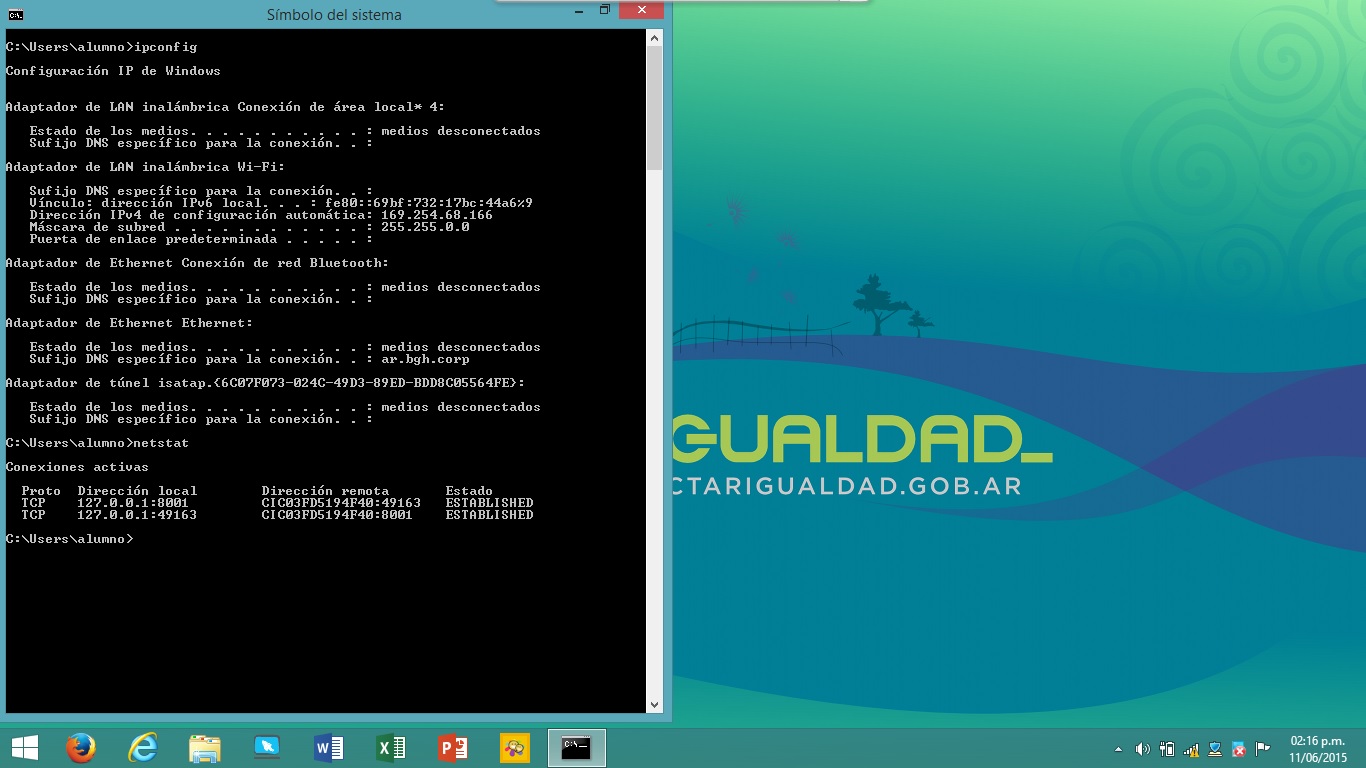 Símbolo del sistema
C:\Users\alumno>ipconfig
Configuración IP de Windows
Adaptador de LAN inalámbrica Conexión de área local* 4:
Estado de los medios. . . . . . . . . . . : medios desconectados
Sufijo DNS específico para la conexión. . :
Adaptador de LAN inalámbrica Wi-Fi:
Sufijo DNS específico para la conexión. . :
Vínculo: dirección IPv6 local. . . : fe80::69bf:732:17bc:44a6%9
Dirección IPv4 de configuración automática: 169.254.68.166
Máscara de subred . . . . . . . . . . . . : 255.255.0.0
Puerta de enlace predeterminada . . . . . :
Adaptador de Ethernet Conexión de red Bluetooth:
Estado de los medios. . . . . . . . . . . : medios desconectados
Sufijo DNS específico para la conexión. . :
Adaptador de Ethernet Ethernet:
Estado de los medios. . . . . . . . . . . : medios desconectados
Sufijo DNS específico para la conexión. . : ar.bgh.corp
Adaptador de túnel isatap.{6C07F073-024C-49D3-89ED-BDD8C05564FE}:
Estado de los medios. . . . . . . . . . . : medios desconectados
Sufijo DNS específico para la conexión. . :
C:\Users\alumno>netstat
Conexiones activas
Proto Dirección local Dirección remota Estado
TCP 127.0.0.1:8001 CIC03FD5194F40:49163 ESTABLISHED
TCP 127.0.0.1:49163 CIC03FD5194F40:8001 ESTABLISHED
C:\Users\alumno>
GUALDAD_
CTARIGUALDAD.GOB.AR
02:16 p.m.
11/06/2015